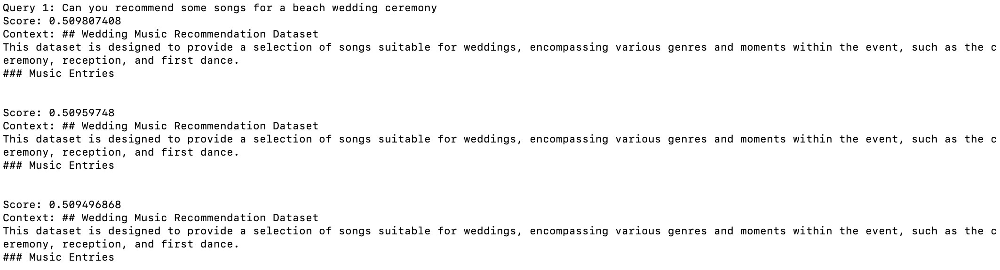 Query 1: Can you recommend some songs for a beach wedding ceremony
Score: 0.509807408
Context: ## Wedding Music Recommendation Dataset
This dataset is designed to provide a selection of songs suitable for weddings, encompassing various genres and moments within the event, such as the c
eremony, reception, and first dance.
### Music Entries
Score: 0.50959748
Context: ## Wedding Music Recommendation Dataset
This dataset is designed to provide a selection of songs suitable for weddings, encompassing various genres and moments within the event, such as the c
eremony, reception, and first dance.
### Music Entries
Score: 0.509496868
Context: ## Wedding Music Recommendation Dataset
This dataset is designed to provide a selection of songs suitable for weddings, encompassing various genres and moments within the event, such as the c
eremony, reception, and first dance.
### Music Entries